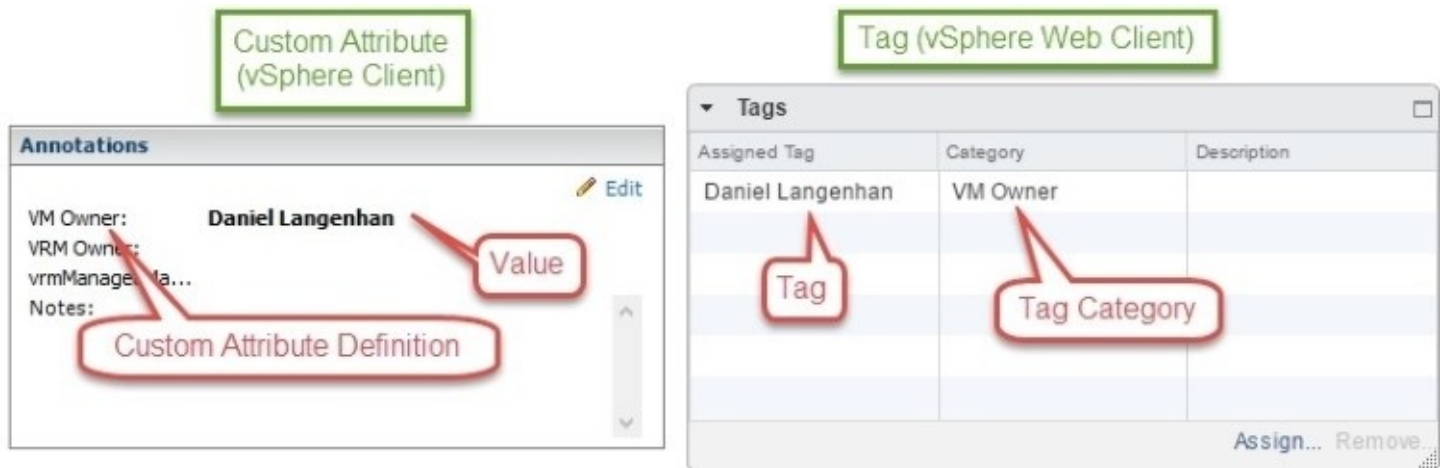 Custom Attribute
(vSphere Client)
Annotations
Edit
VM Owner: Daniel Langenhan
VRM Owner:
Value
Notes:
Custom Attribute Definition
Tag (vSphere Web Client)
Tags
Assigned Tag Category Description
Daniel Langenhan VM Owner
Tag
Tag Category
Assign... Remove...